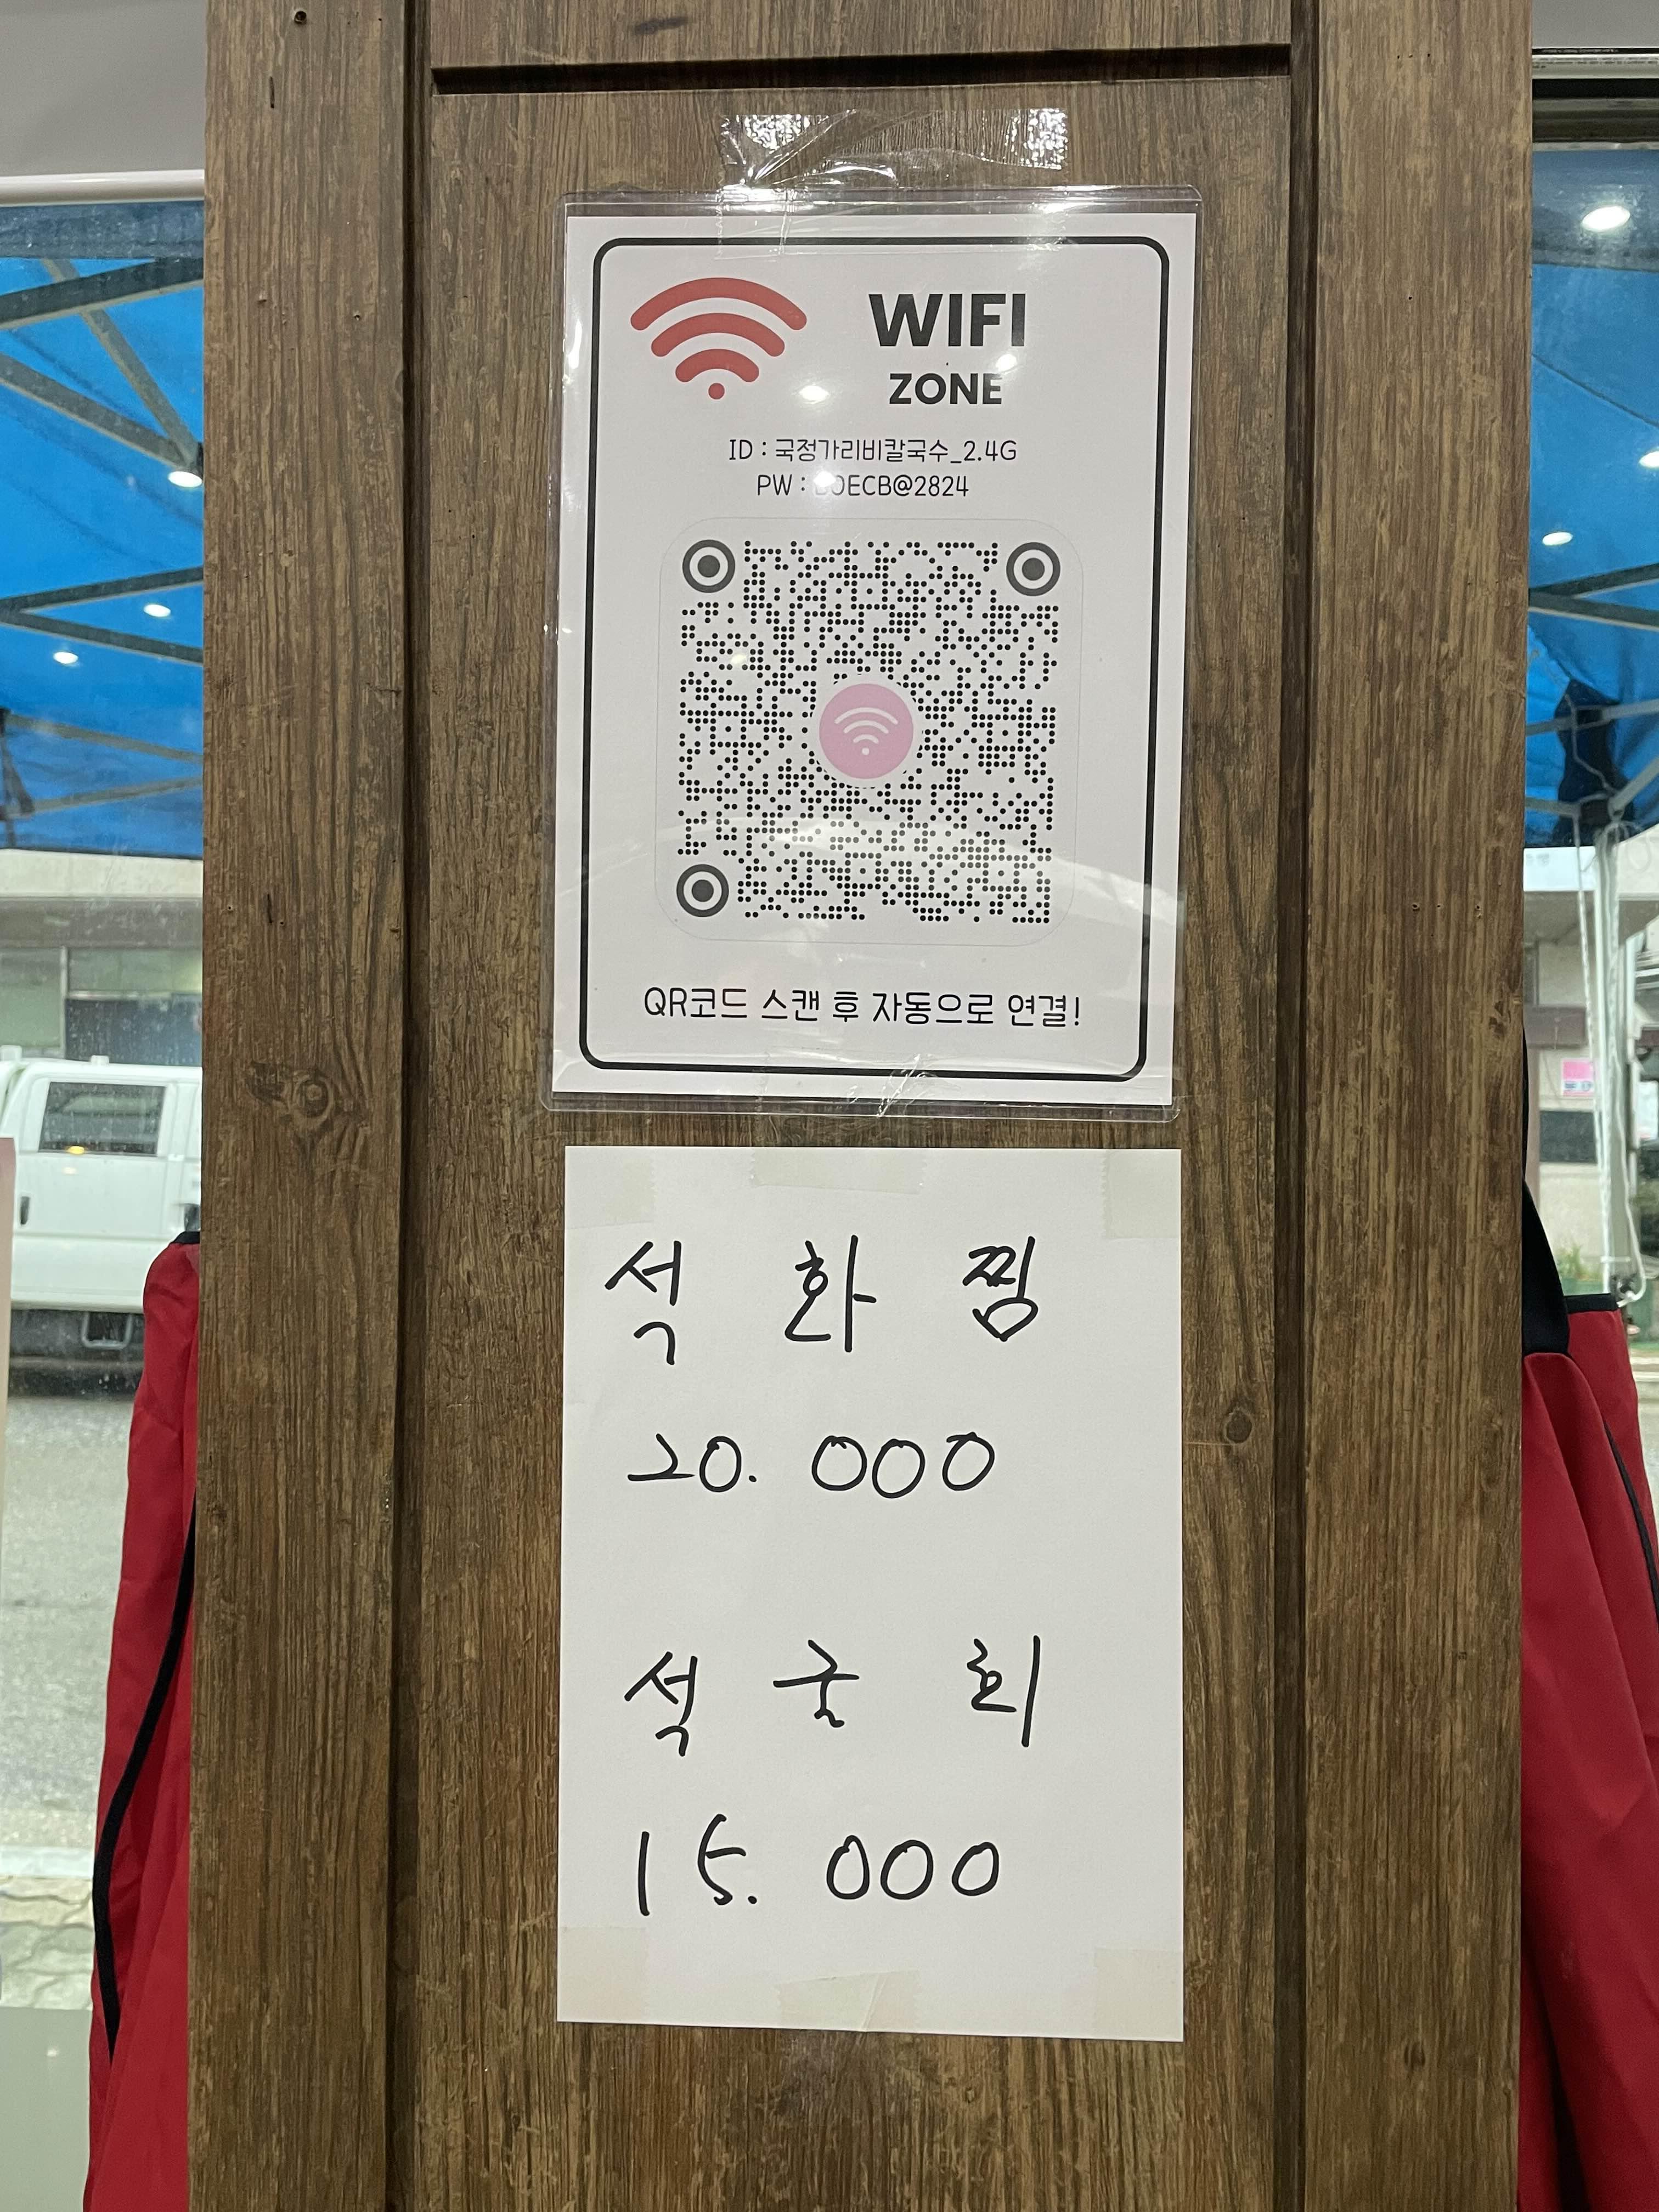 WIFI
ZONE
ID : 국정가리비칼국수_2.4G
PW :
QR코드 스캔 후 자동으로 연결!
석화찜
20.000
석굴회
15.000